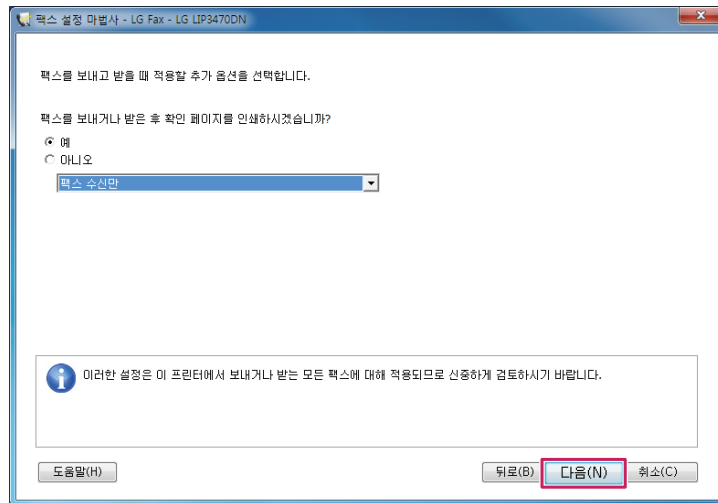 팩스 설정 마법사 - LG Fax - LG LIP3470DN
팩스를 보내고 받을 때 적용할 추가 옵션을 선택합니다.
팩스를 보내거나 받은 후 확인 페이지를 인쇄하시겠습니까?
예
아니오
팩스 수신만
이러한 설정은 이 프린터에서 보내거나 받는 모든 팩스에 대해 적용되므로 신중하게 검토하시기 바랍니다.
도움말(H) 뒤로(B) 다음(N) 취소(C)